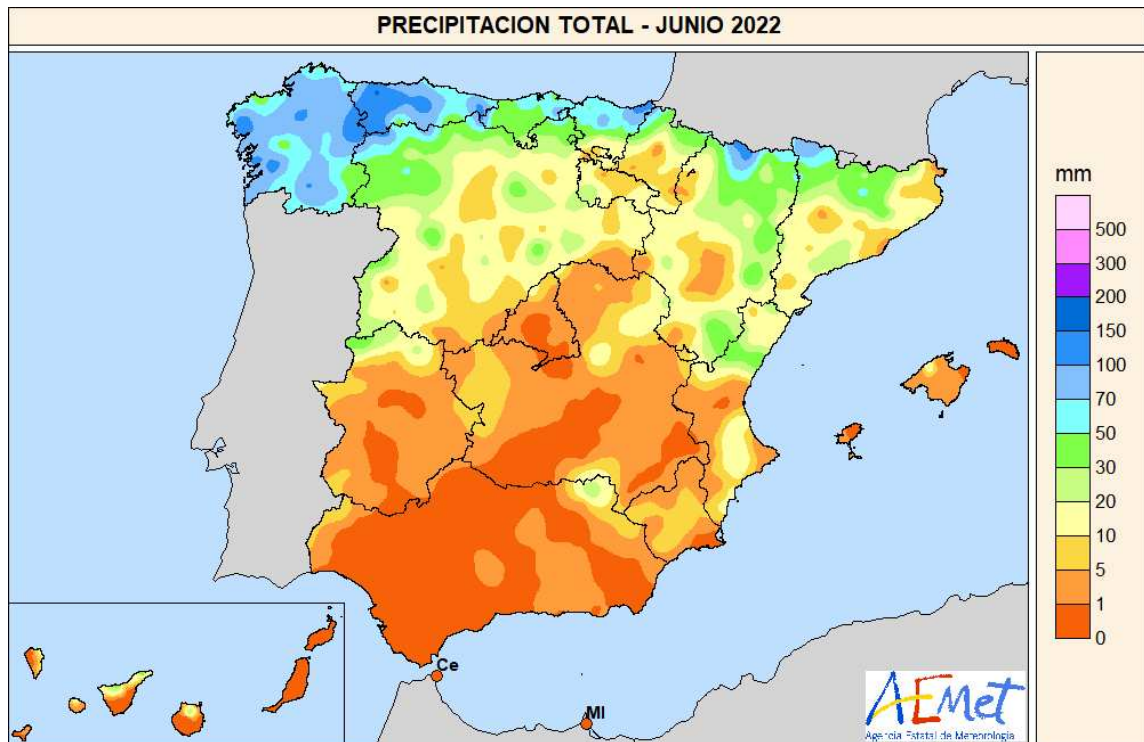 PRECIPITACION TOTAL - JUNIO 2022
mm
500
300
200
150
100
70
50
30
20
10
5
1
0
Ce
Ml
AEMet
Agencia Estatal de Meteorología